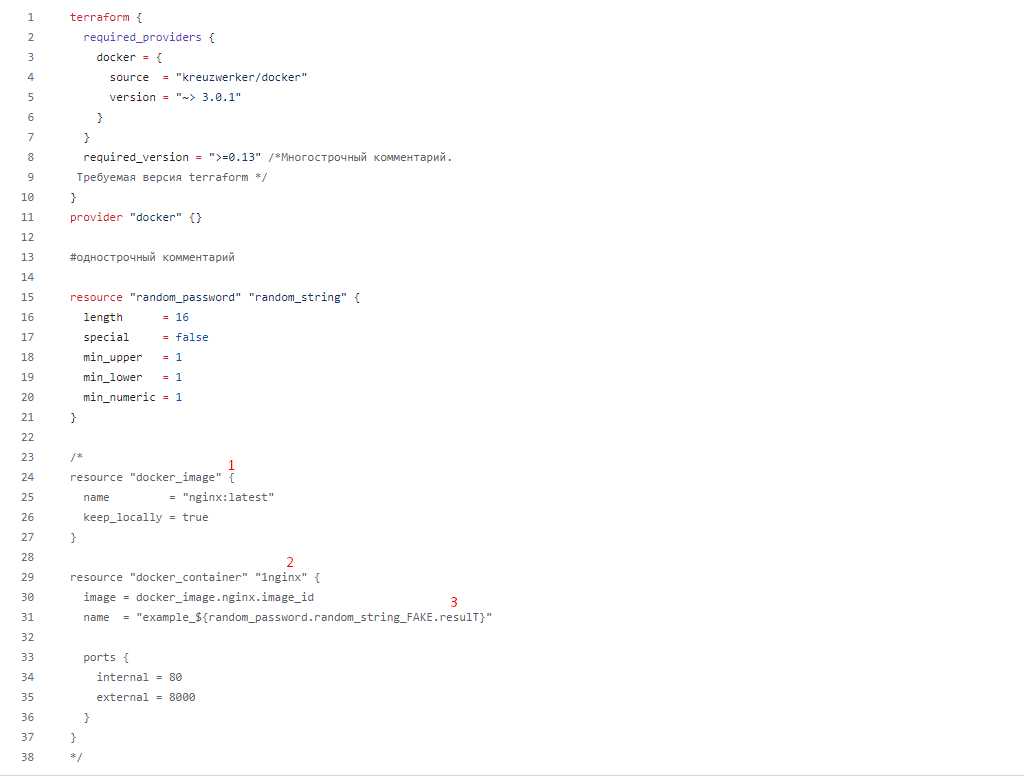 1 terraform {
2   required_providers {
3     docker = {
4       source  = "kreuzwerker/docker"
5       version = "~> 3.0.1"
6     }
7   }
8   required_version = ">=0.13" /*Многострочный комментарий.
9  Требуемая версия terraform */
10 }
11 provider "docker" {}
12
13 #однострочный комментарий
14
15 resource "random_password" "random_string" {
16   length      = 16
17   special     = false
18   min_upper   = 1
19   min_lower   = 1
20   min_numeric = 1
21 }
22
23 /*
1
24 resource "docker_image" {
25   name         = "nginx:latest"
26   keep_locally = true
27 }
28
2
29 resource "docker_container" "1nginx" {
30   image = docker_image.nginx.image_id
3
31   name  = "example_${random_password.random_string_FAKE.resulT}"
32
33   ports {
34     internal = 80
35     external = 8000
36   }
37 }
38 */